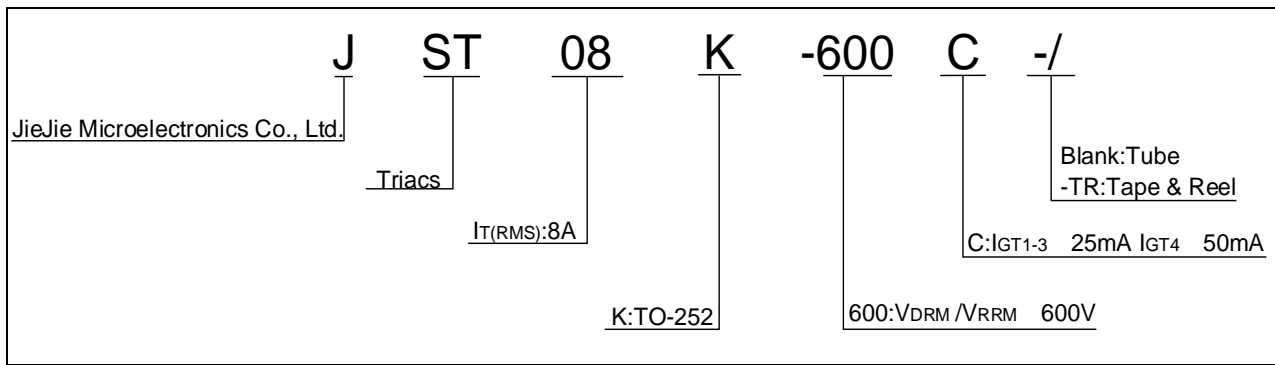 J ST 08 K -600 C -/
JieJie Microelectronics Co., Ltd.
Blank:Tube
-TR:Tape & Reel
Triacs
IT(RMS):8A
C:IGT1-3 25mA IGT4 50mA
K:TO-252
600:VDRM /VRRM 600V